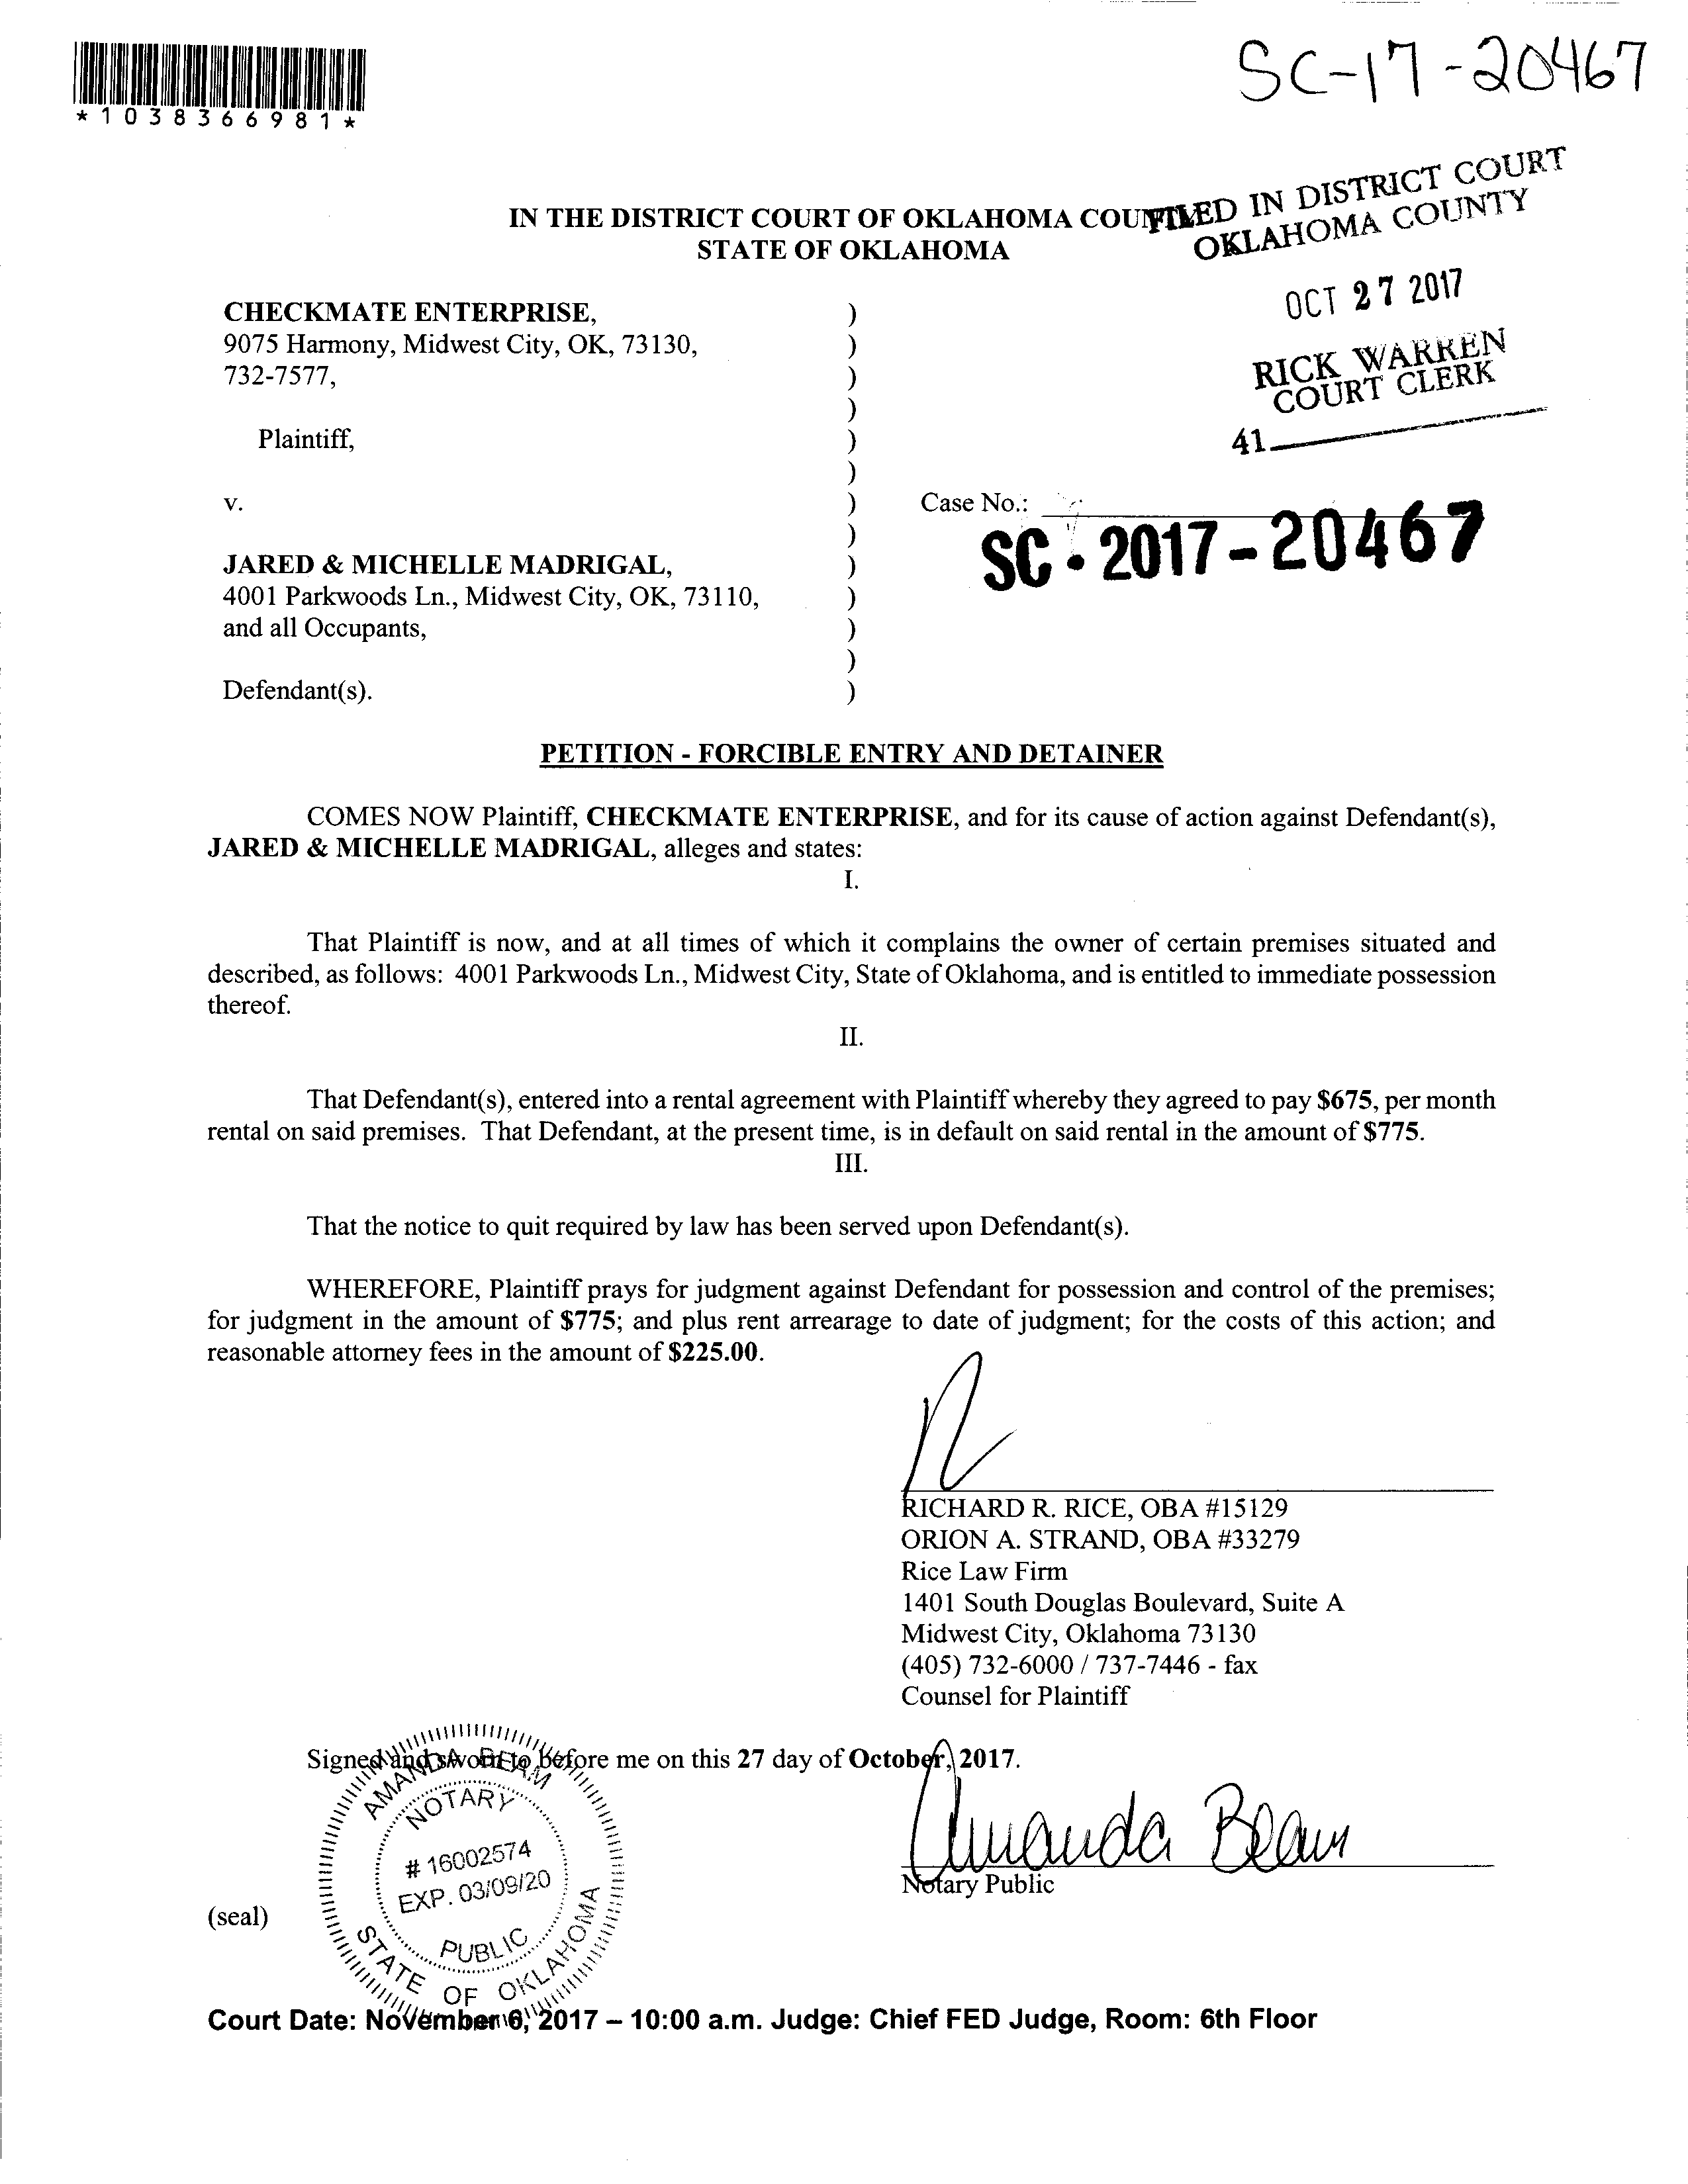 SC-17-20467
*1038366981*
FILED IN DISTRICT COURT
OKLAHOMA COUNTY
OCT 27 2017
RICK WARREN
COURT CLERK
41
IN THE DISTRICT COURT OF OKLAHOMA COUNTY
STATE OF OKLAHOMA
CHECKMATE ENTERPRISE, )
9075 Harmony, Midwest City, OK, 73130, )
732-7577, )
)
Plaintiff, )
)
v. ) Case No.:
)
SC-2017-20467
JARED & MICHELLE MADRIGAL, )
4001 Parkwoods Ln., Midwest City, OK, 73110, )
and all Occupants, )
)
Defendant(s). )
PETITION - FORCIBLE ENTRY AND DETAINER
COMES NOW Plaintiff, CHECKMATE ENTERPRISE, and for its cause of action against Defendant(s),
JARED & MICHELLE MADRIGAL, alleges and states:
I.
That Plaintiff is now, and at all times of which it complains the owner of certain premises situated and
described, as follows: 4001 Parkwoods Ln., Midwest City, State of Oklahoma, and is entitled to immediate possession
thereof.
II.
That Defendant(s), entered into a rental agreement with Plaintiff whereby they agreed to pay $675, per month
rental on said premises. That Defendant, at the present time, is in default on said rental in the amount of $775.
III.
That the notice to quit required by law has been served upon Defendant(s).
WHEREFORE, Plaintiff prays for judgment against Defendant for possession and control of the premises;
for judgment in the amount of $775; and plus rent arrearage to date of judgment; for the costs of this action; and
reasonable attorney fees in the amount of $225.00.
RICHARD R. RICE, OBA #15129
ORION A. STRAND, OBA #33279
Rice Law Firm
1401 South Douglas Boulevard, Suite A
Midwest City, Oklahoma 73130
(405) 732-6000 / 737-7446 - fax
Counsel for Plaintiff
Signed and sworn to before me on this 27 day of October, 2017.
Amanda Beam
Notary Public
AMANDA BEAM
NOTARY
# 16002574
EXP. 03/09/20
PUBLIC
STATE OF OKLAHOMA
(seal)
Court Date: November 6, 2017 – 10:00 a.m. Judge: Chief FED Judge, Room: 6th Floor